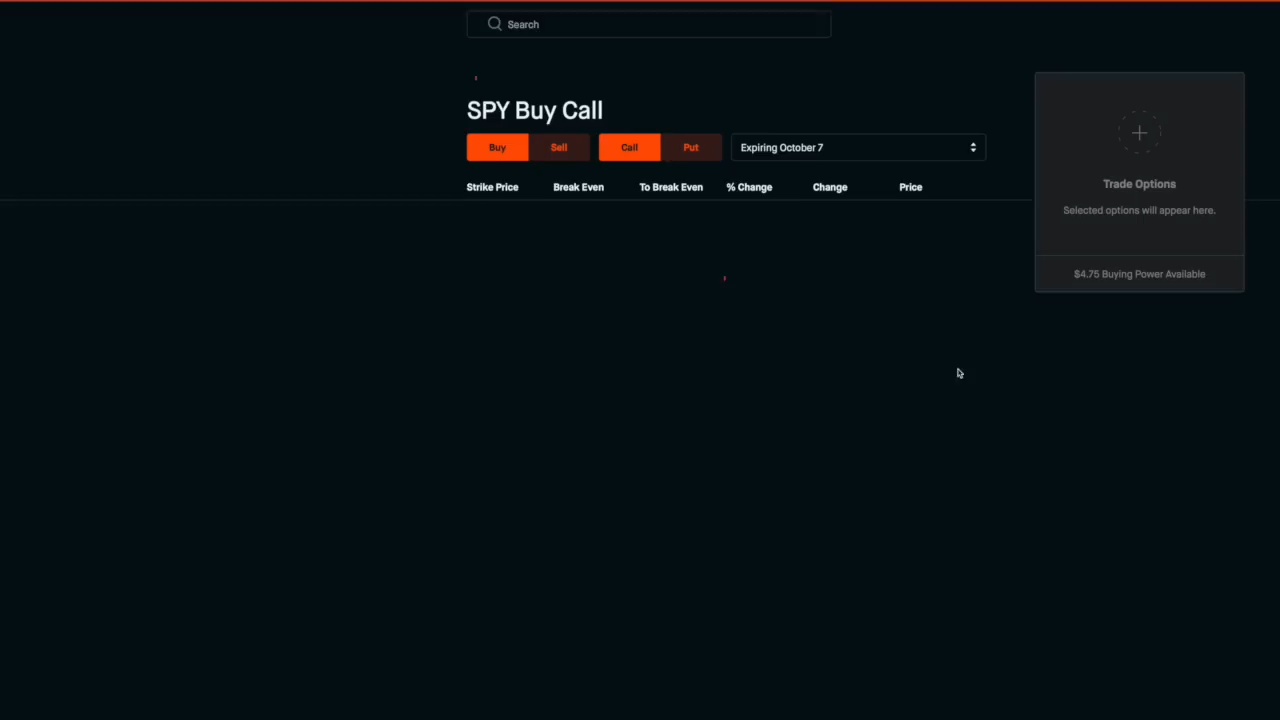 Search
SPY Buy Call
Buy Sell Call Put Expiring October 7
Strike Price Break Even To Break Even % Change Change Price
Trade Options
Selected options will appear here.
$4.75 Buying Power Available